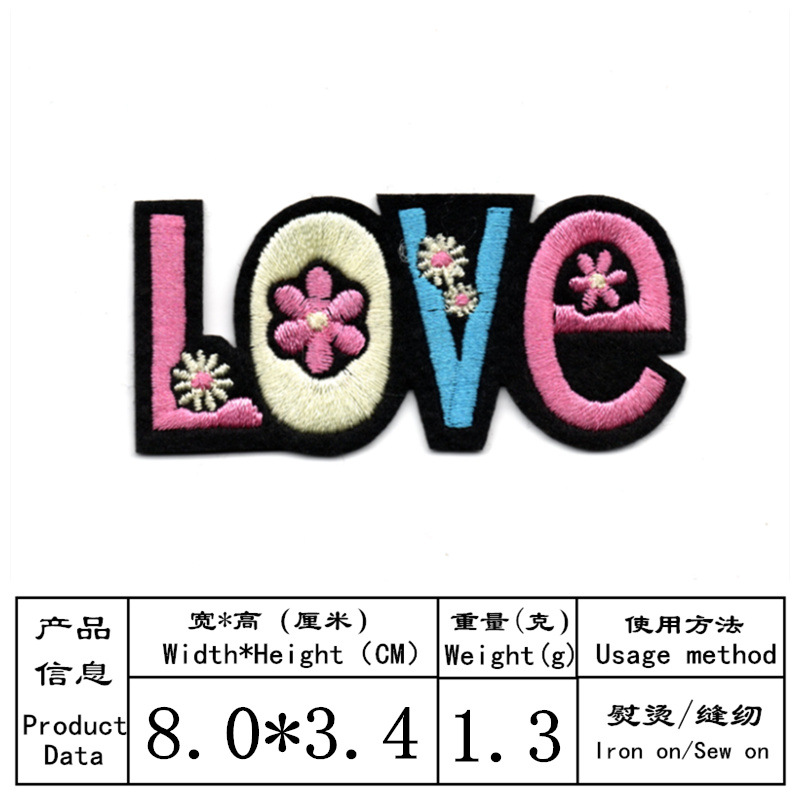 LOVe
产品
信息
Product
Data
宽*高 (厘米)
Width*Height (CM)
重量(克)
Weight(g)
使用方法
Usage method
8.0*3.4
1.3
熨烫/缝纫
Iron on/Sew on